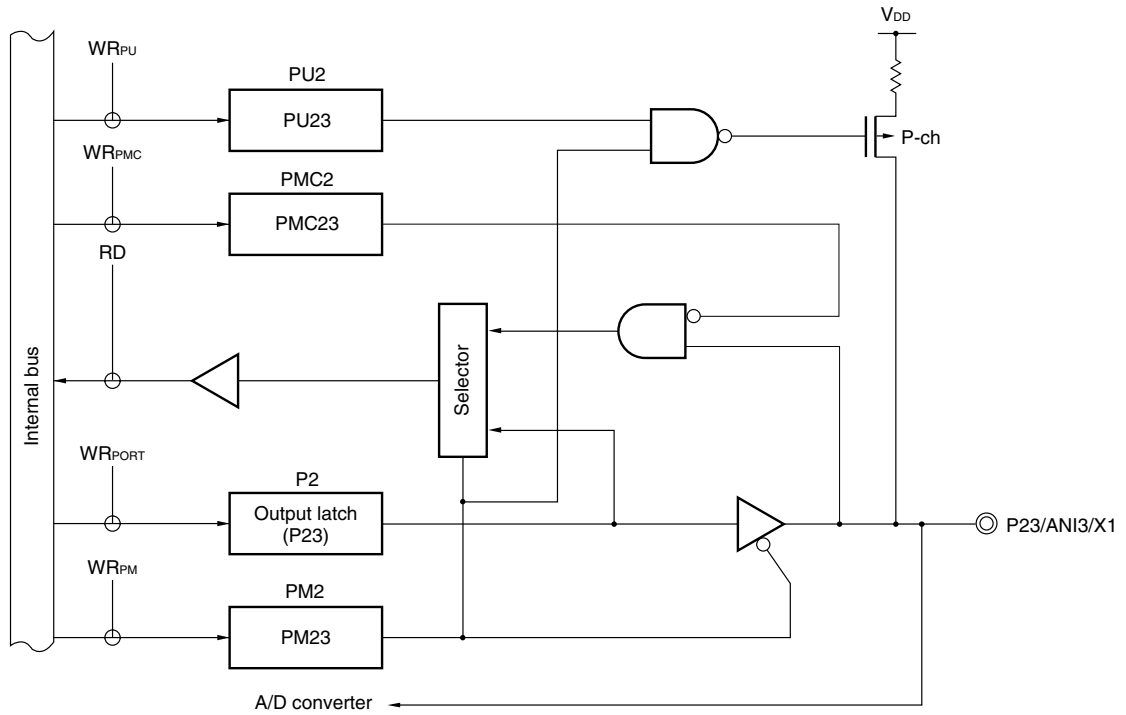 VDD
WRPU
PU2
PU23
P-ch
WRPMC
PMC2
PMC23
RD
Selector
Internal bus
WRPORT
P2
Output latch
(P23)
P23/ANI3/X1
WRPM
PM2
PM23
A/D converter